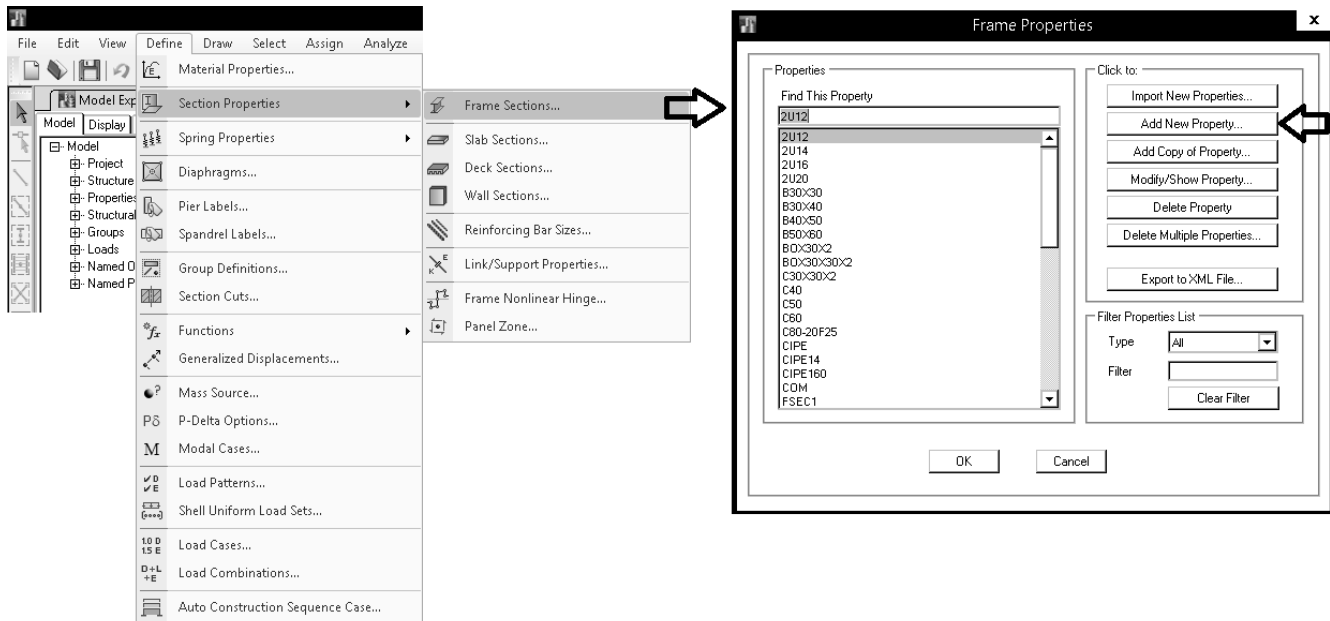 File Edit View Define Draw Select Assign Analyze
Model Exp
Model Display
Model
Project
Structure
Properties
Structural
Groups
Loads
Named O
Named P
Material Properties...
Section Properties
Spring Properties
Diaphragms...
Pier Labels...
Spandrel Labels...
Group Definitions...
Section Cuts...
Functions
Generalized Displacements...
Mass Source...
Pδ P-Delta Options...
M Modal Cases...
Load Patterns...
Shell Uniform Load Sets...
Load Cases...
Load Combinations...
Auto Construction Sequence Case...
Frame Sections...
Slab Sections...
Deck Sections...
Wall Sections...
Reinforcing Bar Sizes...
Link/Support Properties...
Frame Nonlinear Hinge...
Panel Zone...
Frame Properties x
Properties
Find This Property
2U12
2U12
2U14
2U16
2U20
B30X30
B30X40
B40X50
B50X60
BOX30X2
BOX30X30X2
C30X30X2
C40
C50
C60
C80-20F25
CIPE
CIPE14
CIPE160
COM
FSEC1
Click to:
Import New Properties...
Add New Property...
Add Copy of Property...
Modify/Show Property...
Delete Property
Delete Multiple Properties...
Export to XML File...
Filter Properties List
Type All
Filter
Clear Filter
OK Cancel